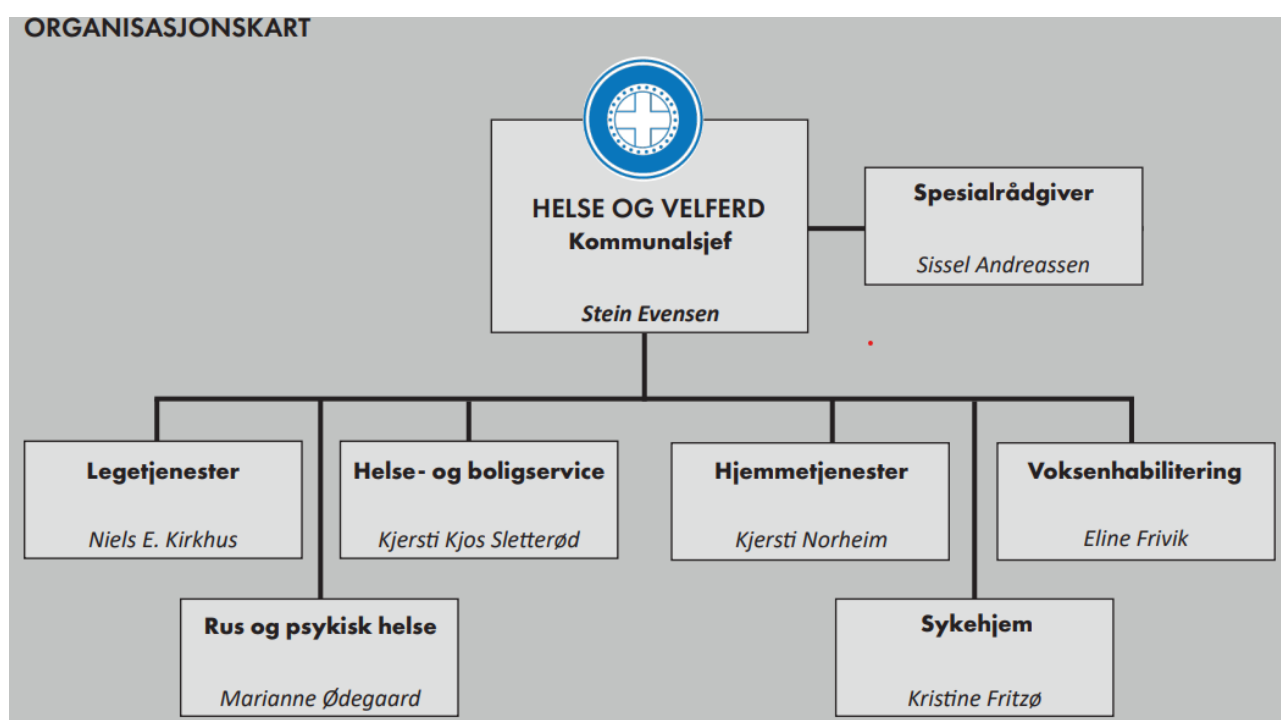 ORGANISASJONSKART
HELSE OG VELFERD
Kommunalsjef
Stein Evensen
Spesialrådgiver
Sissel Andreassen
Legetjenester
Niels E. Kirkhus
Helse- og boligservice
Kjersti Kjos Sletterød
Hjemmetjenester
Kjersti Norheim
Voksenhabilitering
Eline Frivik
Rus og psykisk helse
Marianne Ødegaard
Sykehjem
Kristine Fritzø